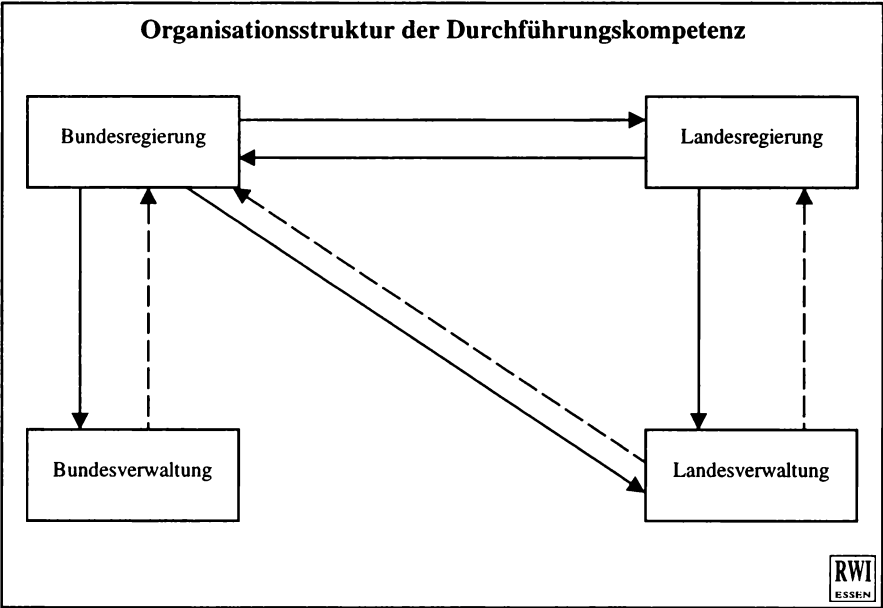 Organisationsstruktur der Durchführungskompetenz
Bundesregierung
Landesregierung
Bundesverwaltung
Landesverwaltung
RWI
ESSEN